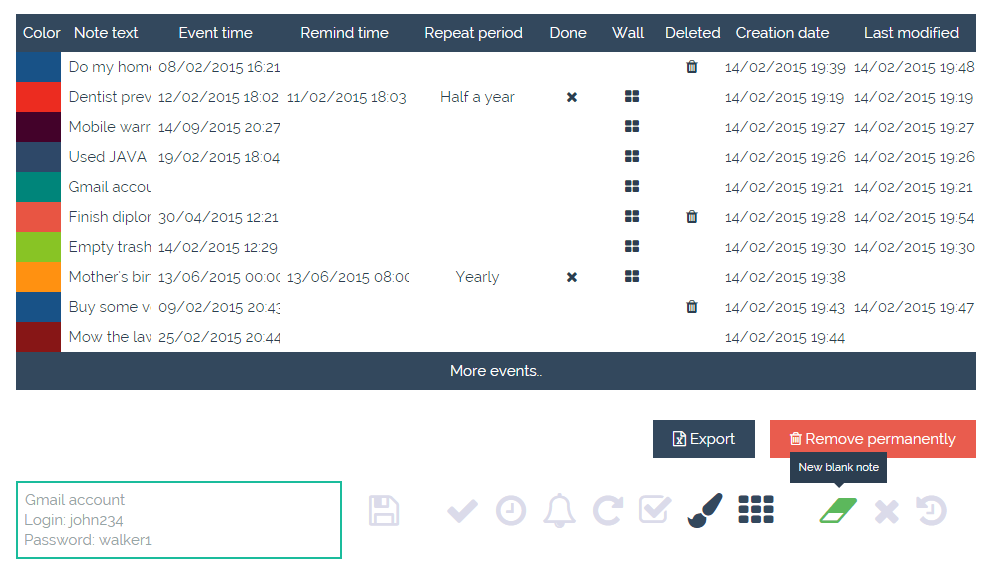 Color Note text Event time Remind time Repeat period Done Wall Deleted Creation date Last modified
Do my hom 08/02/2015 16:21 14/02/2015 19:39 14/02/2015 19:48
Dentist prev 12/02/2015 18:02 11/02/2015 18:03 Half a year 14/02/2015 19:19 14/02/2015 19:19
Mobile warr 14/09/2015 20:27 14/02/2015 19:27 14/02/2015 19:27
Used JAVA 19/02/2015 18:04 14/02/2015 19:26 14/02/2015 19:26
Gmail accou 14/02/2015 19:21 14/02/2015 19:21
Finish diplor 30/04/2015 12:21 14/02/2015 19:28 14/02/2015 19:54
Empty trash 14/02/2015 12:29 14/02/2015 19:30 14/02/2015 19:30
Mother's bir 13/06/2015 00:00 13/06/2015 08:00 Yearly 14/02/2015 19:38
Buy some v 09/02/2015 20:43 14/02/2015 19:43 14/02/2015 19:47
Mow the law 25/02/2015 20:44 14/02/2015 19:44
More events..
Export Remove permanently
New blank note
Gmail account
Login: john234
Password: walker1